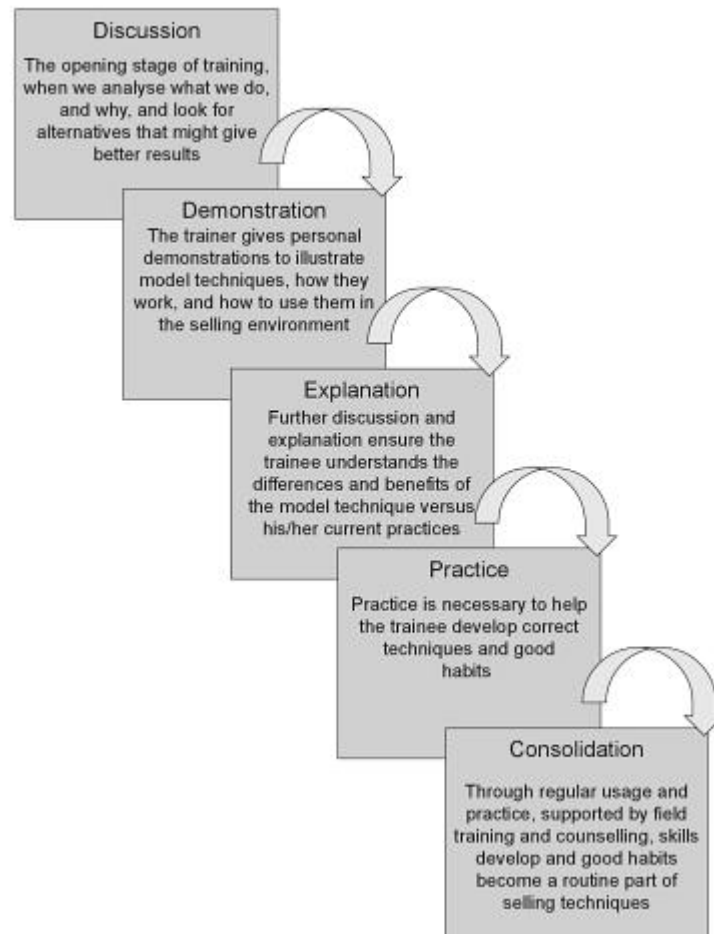 Discussion
The opening stage of training,
when we analyse what we do,
and why, and look for
alternatives that might give
better results
Demonstration
The trainer gives personal
demonstrations to illustrate
model techniques, how they
work, and how to use them in
the selling environment
Explanation
Further discussion and
explanation ensure the
trainee understands the
differences and benefits of
the model technique versus
his/her current practices
Practice
Practice is necessary to help
the trainee develop correct
techniques and good
habits
Consolidation
Through regular usage and
practice, supported by field
training and counselling, skills
develop and good habits
become a routine part of
selling techniques